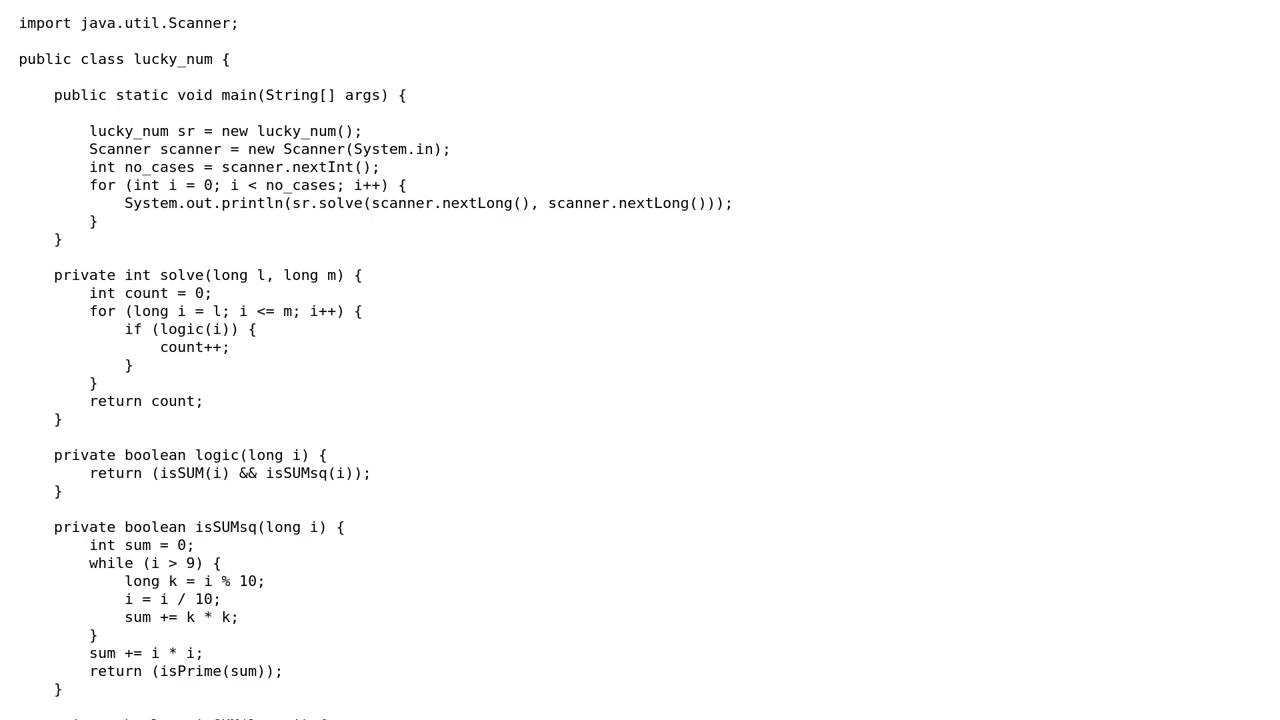 import java.util.Scanner;

public class lucky_num {

    public static void main(String[] args) {

        lucky_num sr = new lucky_num();
        Scanner scanner = new Scanner(System.in);
        int no_cases = scanner.nextInt();
        for (int i = 0; i < no_cases; i++) {
            System.out.println(sr.solve(scanner.nextLong(), scanner.nextLong()));
        }
    }

    private int solve(long l, long m) {
        int count = 0;
        for (long i = l; i <= m; i++) {
            if (logic(i)) {
                count++;
            }
        }
        return count;
    }

    private boolean logic(long i) {
        return (isSUM(i) && isSUMsq(i));
    }

    private boolean isSUMsq(long i) {
        int sum = 0;
        while (i > 9) {
            long k = i % 10;
            i = i / 10;
            sum += k * k;
        }
        sum += i * i;
        return (isPrime(sum));
    }